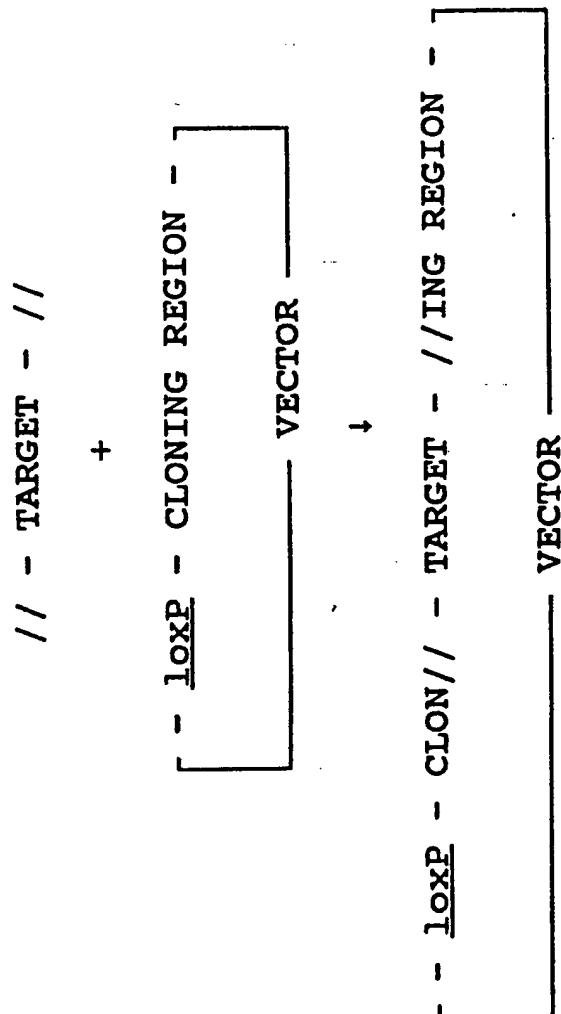 // - TARGET - //
+
- loxP - CLONING REGION -
VECTOR
↓
- loxP - CLON// - TARGET - //ING REGION -
VECTOR